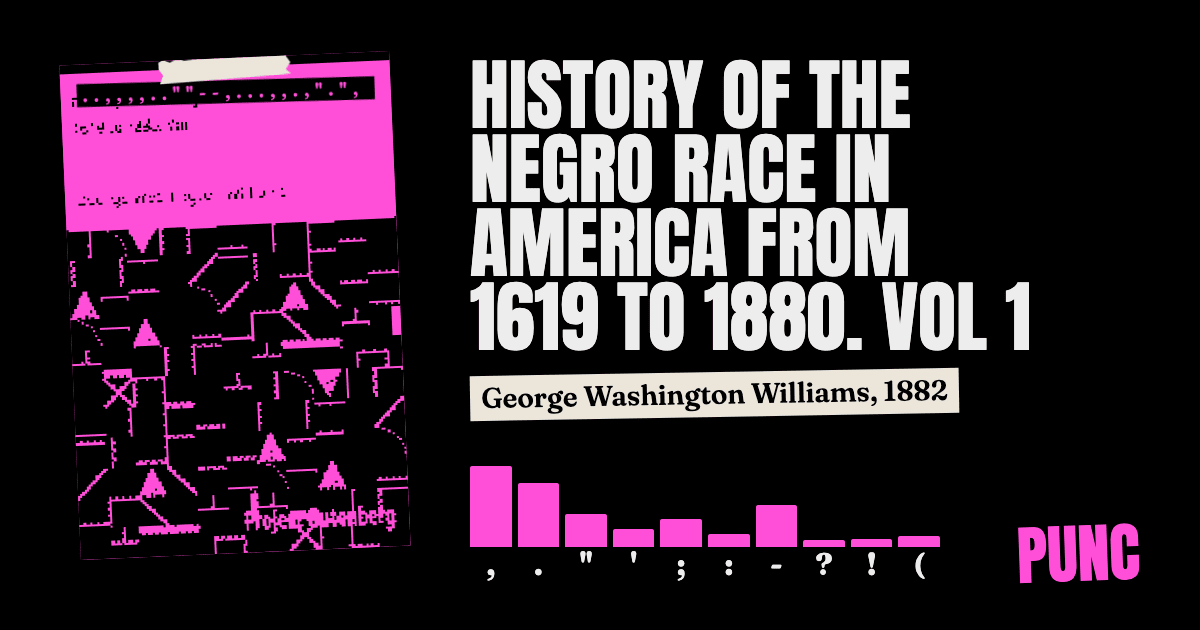 . . , , , , . . " " - - , . . . , , . , " . " ,
Project Gutenberg
HISTORY OF THE
NEGRO RACE IN
AMERICA FROM
1619 TO 1880. VOL 1
George Washington Williams, 1882
, . " ' ; : - ? ! (
PUNC